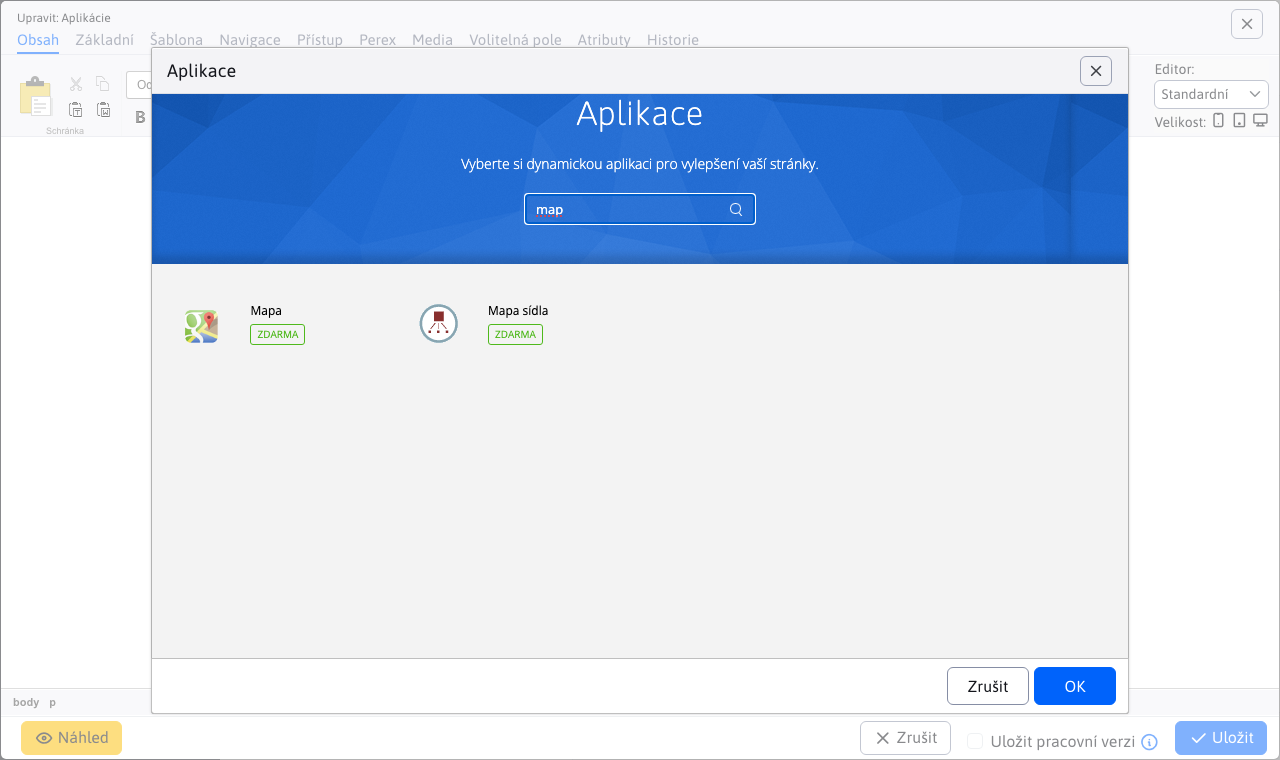 Upravit: Aplikácie
Obsah Základní Šablona Navigace Přístup Perex Media Volitelná pole Atributy Historie
Aplikace
Editor:
Standardní
Velikost:
B
Schránka
Aplikace
Vyberte si dynamickou aplikaci pro vylepšení vaší stránky.
map
Mapa
ZDARMA
Mapa sídla
ZDARMA
Zrušit OK
body p
Náhled Zrušit Uložit pracovní verzi Uložit